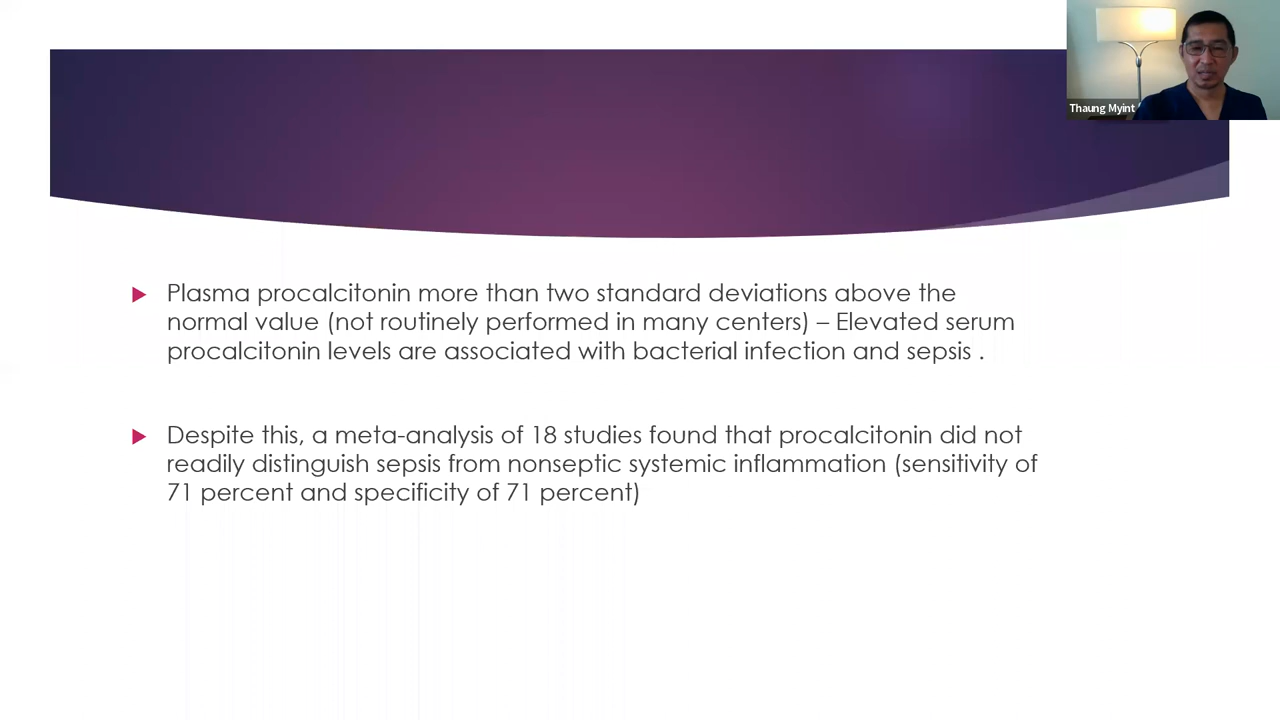 Thaung Myint
Plasma procalcitonin more than two standard deviations above the
normal value (not routinely performed in many centers) – Elevated serum
procalcitonin levels are associated with bacterial infection and sepsis .
Despite this, a meta-analysis of 18 studies found that procalcitonin did not
readily distinguish sepsis from nonseptic systemic inflammation (sensitivity of
71 percent and specificity of 71 percent)